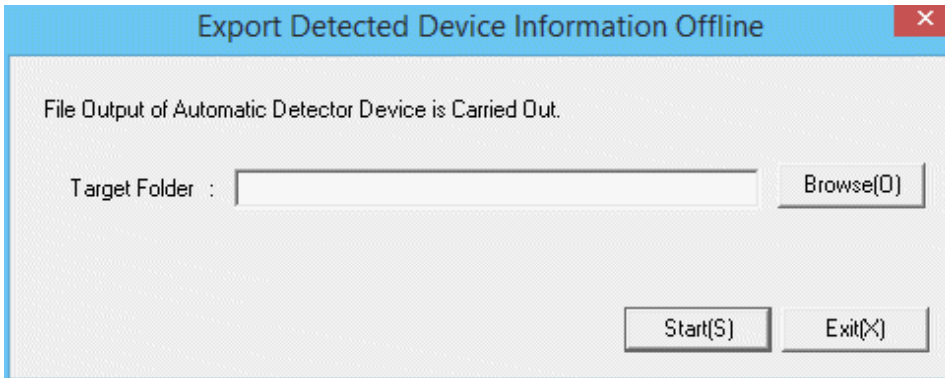 Export Detected Device Information Offline
File Output of Automatic Detector Device is Carried Out.
Target Folder : Browse(O)
Start(S) Exit(X)